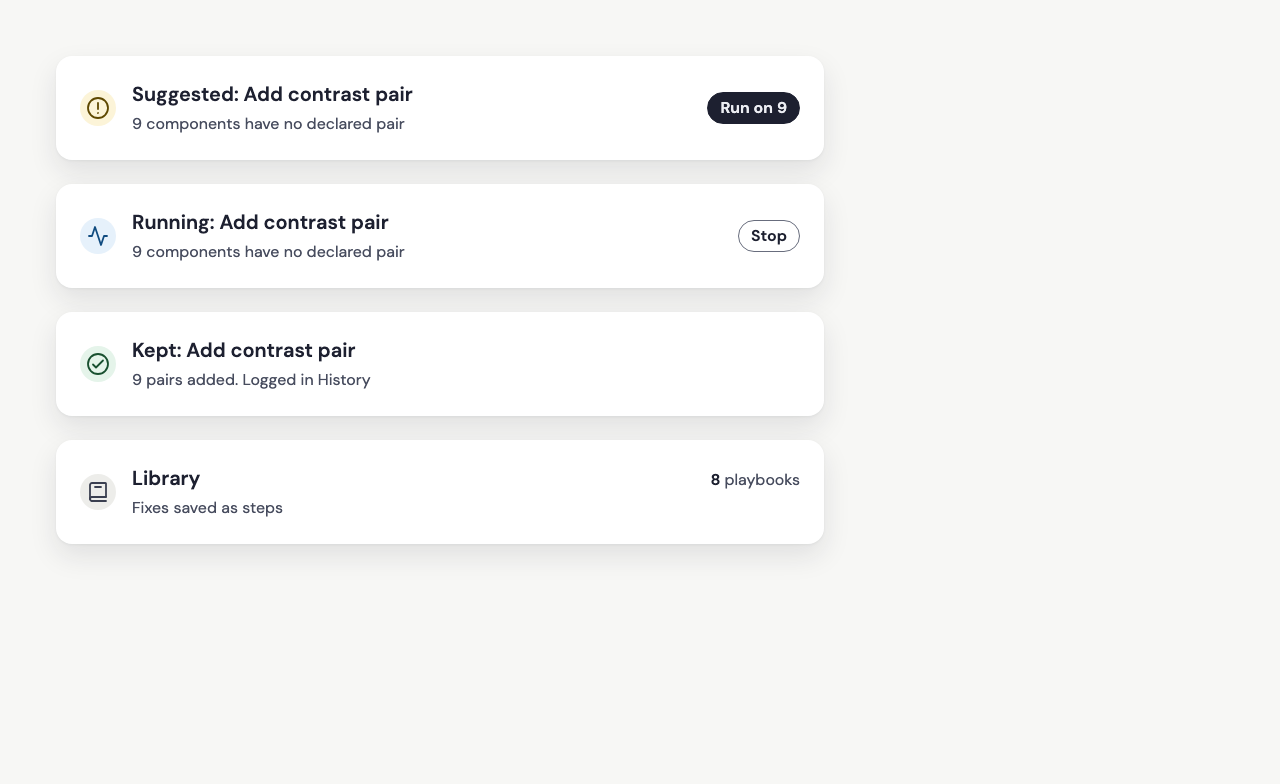 Suggested: Add contrast pair
9 components have no declared pair
Run on 9
Running: Add contrast pair
9 components have no declared pair
Stop
Kept: Add contrast pair
9 pairs added. Logged in History
Library
8 playbooks
Fixes saved as steps